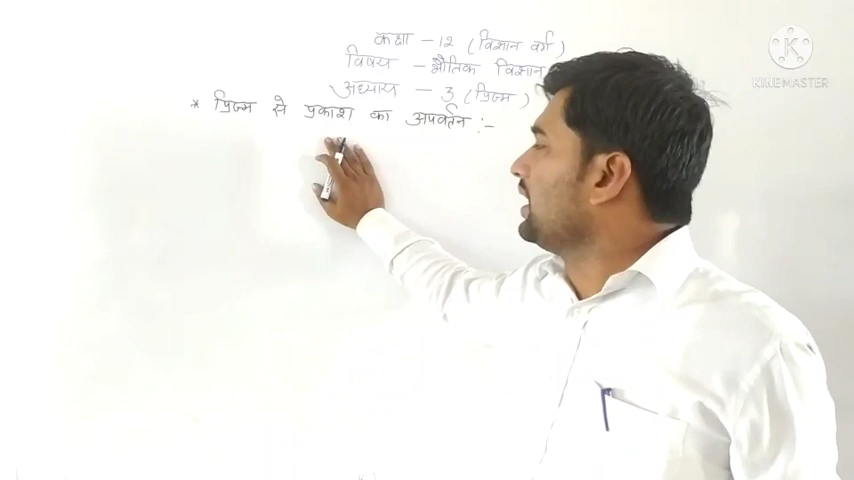 कक्षा - 12 (विज्ञान वर्ग)
विषय - भौतिक विज्ञान
अध्याय - 3 (प्रिज्म)
* प्रिज्म से प्रकाश का अपवर्तन :-
K
KINEMASTER